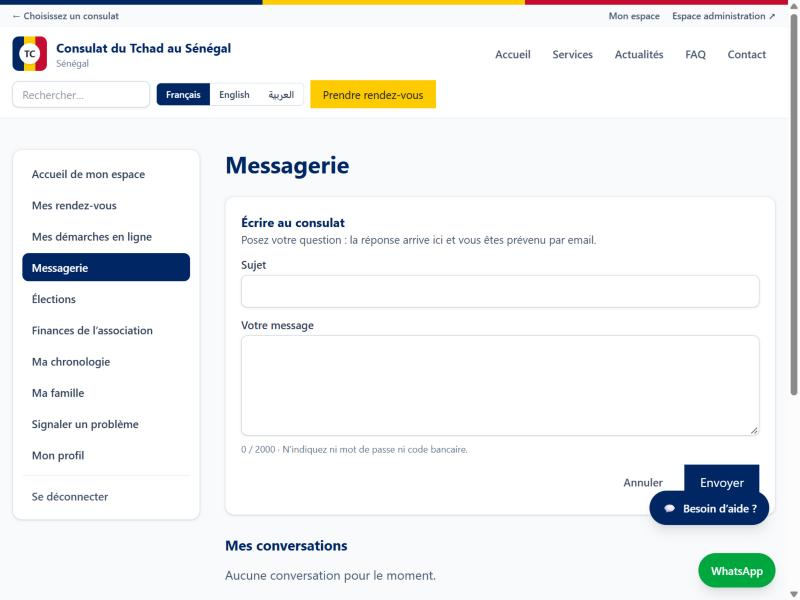 ← Choisissez un consulat
Mon espace
Espace administration ↗
TC
Consulat du Tchad au Sénégal
Sénégal
Accueil
Services
Actualités
FAQ
Contact
Rechercher...
Français
English
العربية
Prendre rendez-vous
Accueil de mon espace
Mes rendez-vous
Mes démarches en ligne
Messagerie
Élections
Finances de l’association
Ma chronologie
Ma famille
Signaler un problème
Mon profil
Se déconnecter
Messagerie
Écrire au consulat
Posez votre question : la réponse arrive ici et vous êtes prévenu par email.
Sujet
Votre message
0 / 2000 · N’indiquez ni mot de passe ni code bancaire.
Annuler
Envoyer
Besoin d’aide ?
Mes conversations
Aucune conversation pour le moment.
WhatsApp